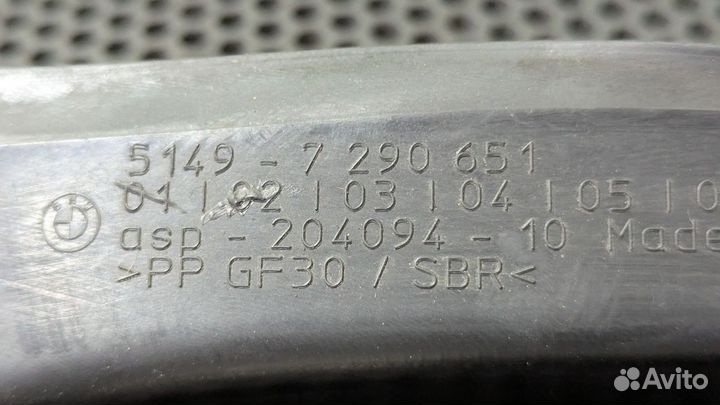 5149 - 7 290 651
01 | 02 | 03 | 04 | 05 | 0
asp - 204094 - 10 Made
>PP GF30 / SBR<
Avito